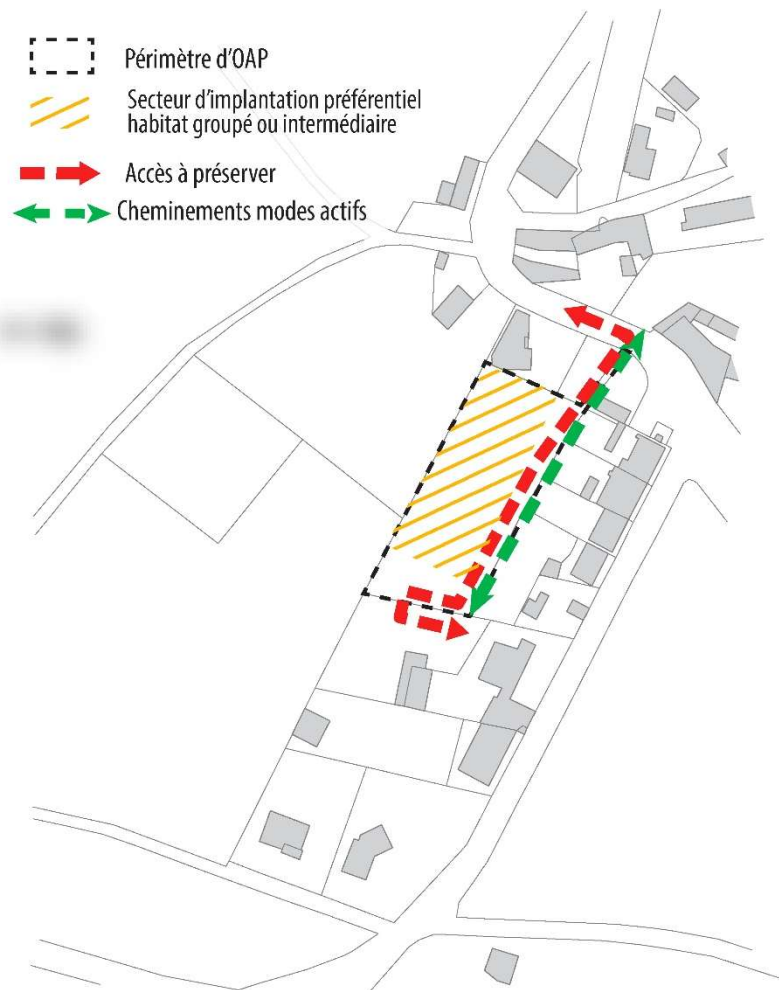 Périmètre d'OAP
Secteur d'implantation préférentiel
habitat groupé ou intermédiaire
Accès à préserver
Cheminements modes actifs